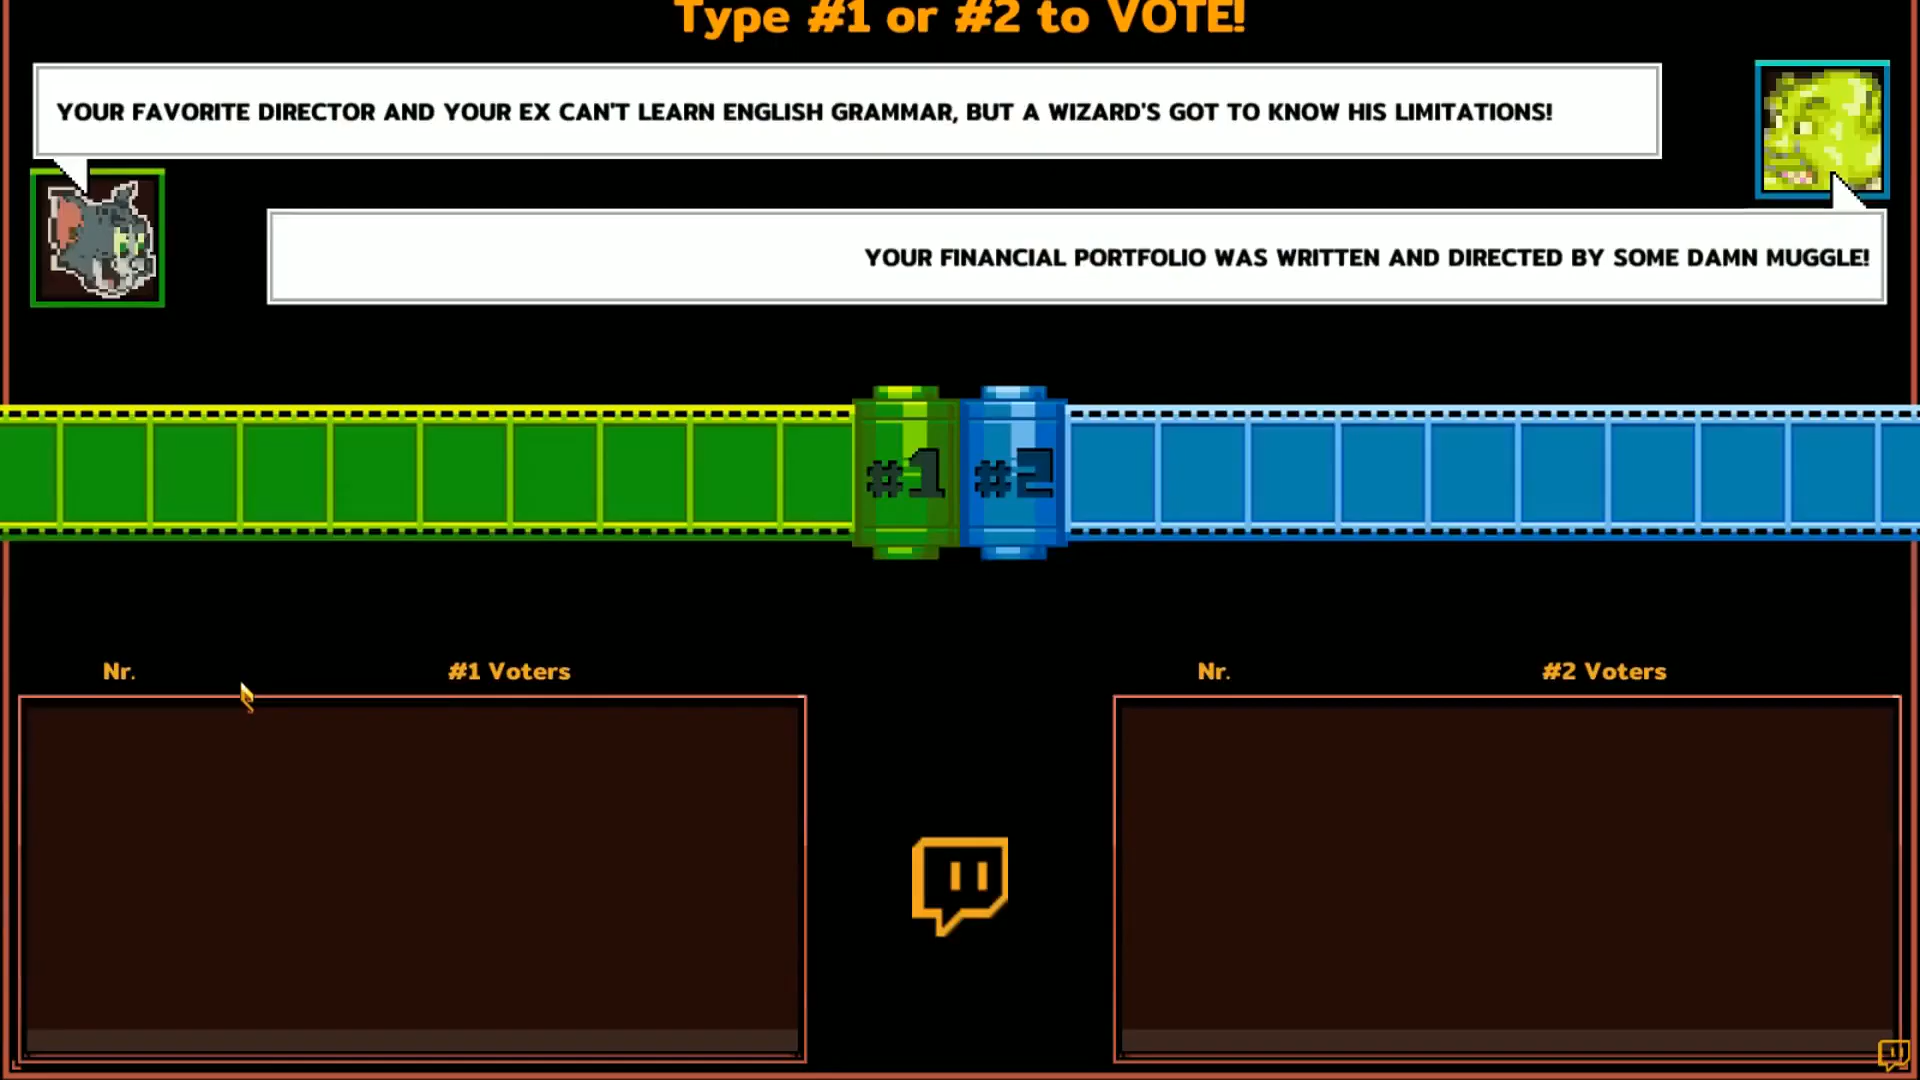 Type #1 or #2 to VOTE!
YOUR FAVORITE DIRECTOR AND YOUR EX CAN'T LEARN ENGLISH GRAMMAR, BUT A WIZARD'S GOT TO KNOW HIS LIMITATIONS!
YOUR FINANCIAL PORTFOLIO WAS WRITTEN AND DIRECTED BY SOME DAMN MUGGLE!
#1 #2
Nr. #1 Voters Nr. #2 Voters